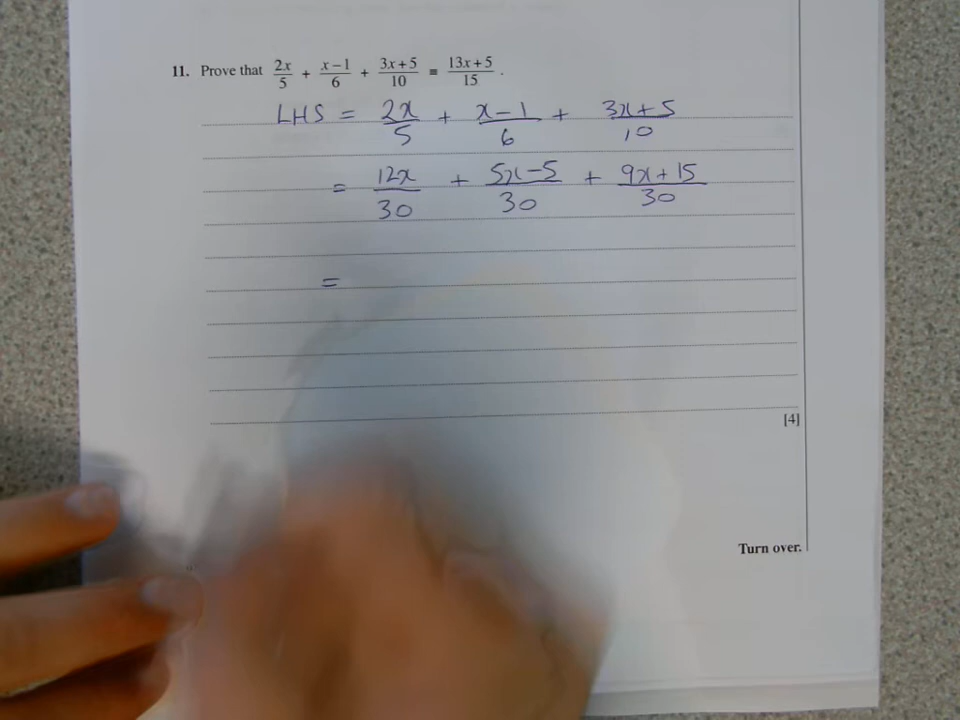 11. Prove that 2x/5 + x−1/6 + 3x+5/10 ≡ 13x+5/15 .
LHS = 2x/5 + x−1/6 + 3x+5/10
= 12x/30 + 5x−5/30 + 9x+15/30
=
[4]
Turn over.